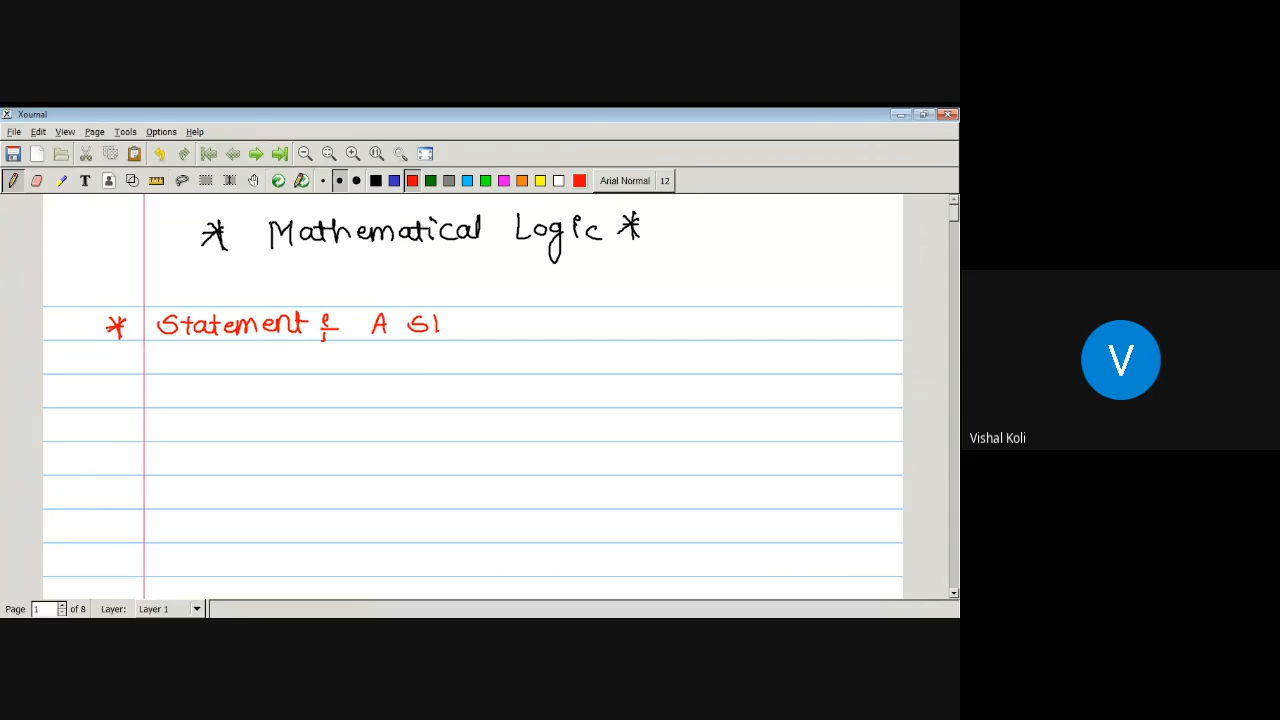 Xournal
File Edit View Page Tools Options Help
T Arial Normal 12
* Mathematical Logic *
* Statement :- A St
Page 1 of 8 Layer: Layer 1
V
Vishal Koli